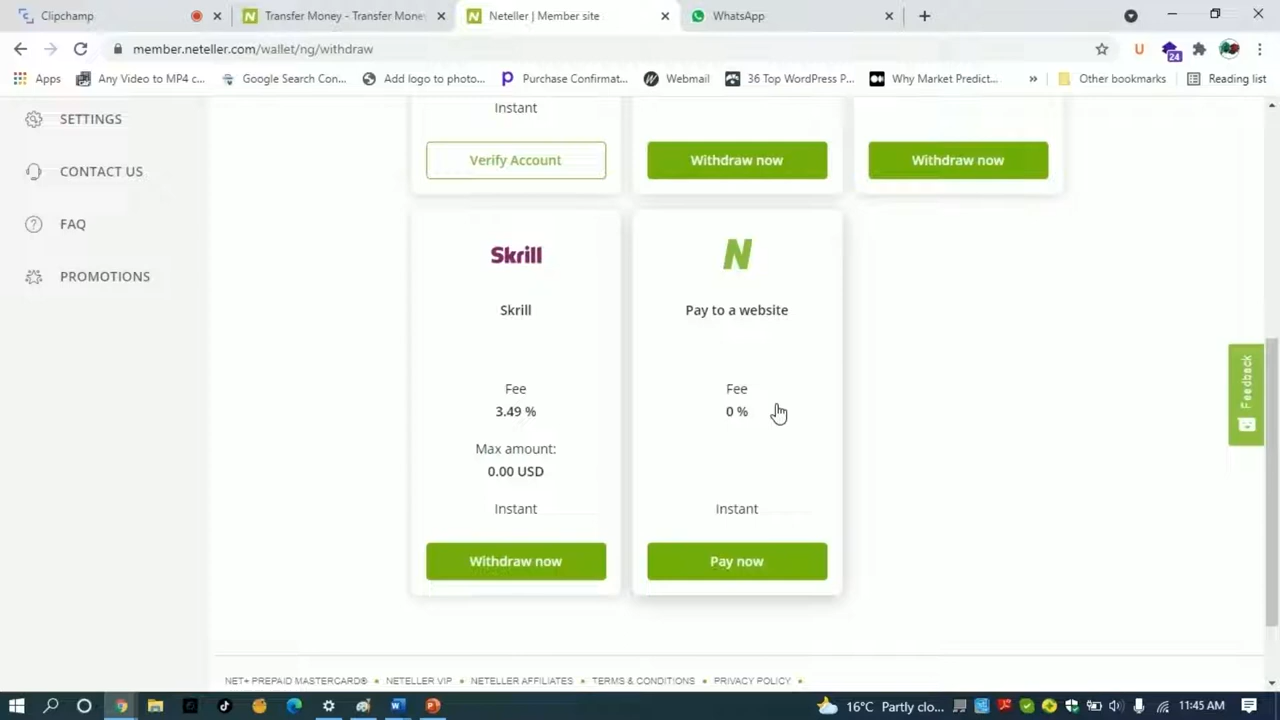 Clipchamp
Transfer Money - Transfer Money
Neteller | Member site
WhatsApp
member.neteller.com/wallet/ng/withdraw
U
24
Apps
Any Video to MP4 c...
Google Search Con...
Add logo to photo...
Purchase Confirmat...
Webmail
36 Top WordPress P...
Why Market Predict...
»
Other bookmarks
Reading list
SETTINGS
CONTACT US
FAQ
PROMOTIONS
Instant
Verify Account
Withdraw now
Withdraw now
Skrill
Skrill
Fee
3.49 %
Max amount:
0.00 USD
Instant
Withdraw now
N
Pay to a website
Fee
0 %
Instant
Pay now
Feedback
NET+ PREPAID MASTERCARD®
NETELLER VIP
NETELLER AFFILIATES
TERMS & CONDITIONS
PRIVACY POLICY
16°C Partly clo...
11:45 AM